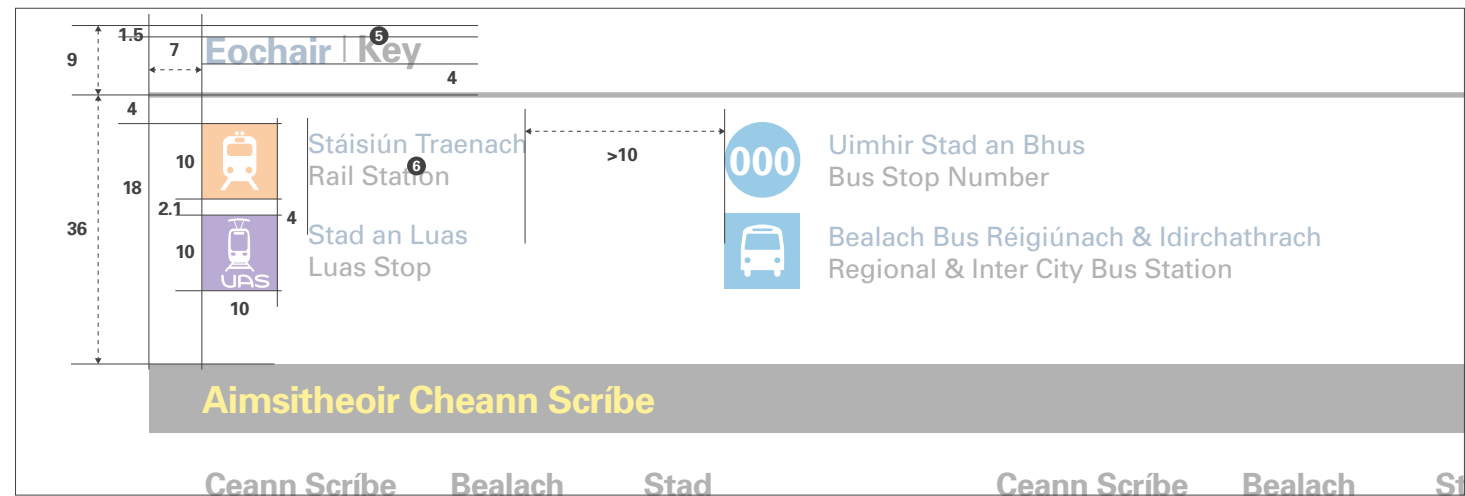 1.5
9
7
Eochair | Key
5
4
4
10
18
2.1
36
10
4
10
Stáisiún Traenach
Rail Station
6
>10
000
Uimhir Stad an Bhus
Bus Stop Number
Stad an Luas
Luas Stop
UAS
Bealach Bus Réigiúnach & Idirchathrach
Regional & Inter City Bus Station
Aimsitheoir Cheann Scríbe
Ceann Scríbe Bealach Stad Ceann Scríbe Bealach